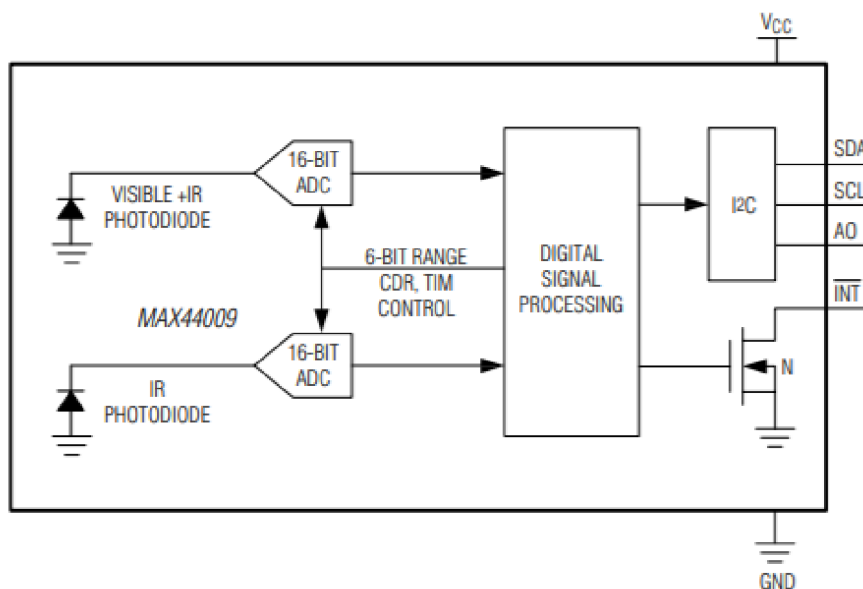 VCC
16-BIT
ADC
VISIBLE +IR
PHOTODIODE
6-BIT RANGE
CDR, TIM
CONTROL
MAX44009
16-BIT
ADC
IR
PHOTODIODE
DIGITAL
SIGNAL
PROCESSING
I2C
SDA
SCL
A0
INT
N
GND